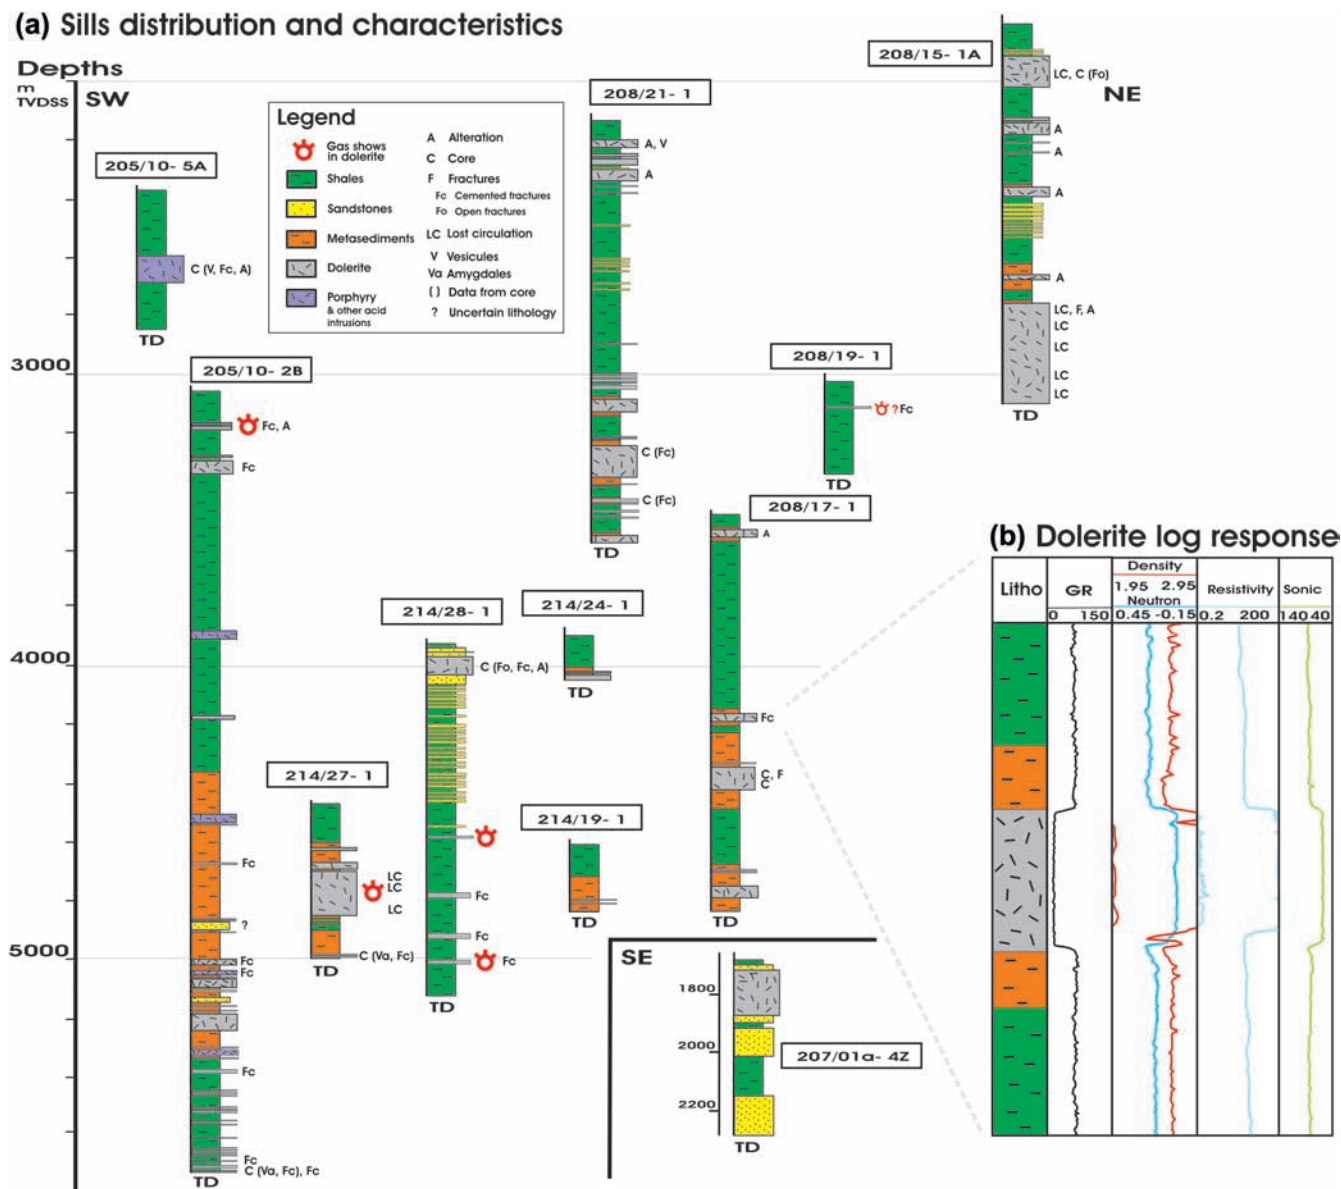 (a) Sills distribution and characteristics
Depths
m
TVDSS
SW
NE
3000
4000
5000
Legend
Gas shows
in dolerite
Shales
Sandstones
Metasediments
Dolerite
Porphyry
& other acid
intrusions
A Alteration
C Core
F Fractures
Fc Cemented fractures
Fo Open fractures
LC Lost circulation
V Vesicules
Va Amygdales
( ) Data from core
? Uncertain lithology
205/10- 5A
C (V, Fc, A)
TD
205/10- 2B
Fc, A
Fc
Fc
?
Fc
Fc
Fc
Fc
C (Va, Fc), Fc
TD
214/27- 1
LC
LC
LC
C (Va, Fc)
TD
214/28- 1
C (Fo, Fc, A)
Fc
Fc
Fc
TD
208/21- 1
A, V
A
C (Fc)
C (Fc)
TD
214/24- 1
TD
214/19- 1
TD
208/19- 1
? Fc
TD
208/17- 1
A
Fc
C, F
C
TD
208/15- 1A
LC, C (Fo)
A
A
A
A
LC, F, A
LC
LC
LC
LC
TD
SE
1800
2000
2200
207/01a- 4Z
TD
(b) Dolerite log response
Litho
GR
0 150
Density
1.95 2.95
Neutron
0.45 -0.15
Resistivity
0.2 200
Sonic
140 40